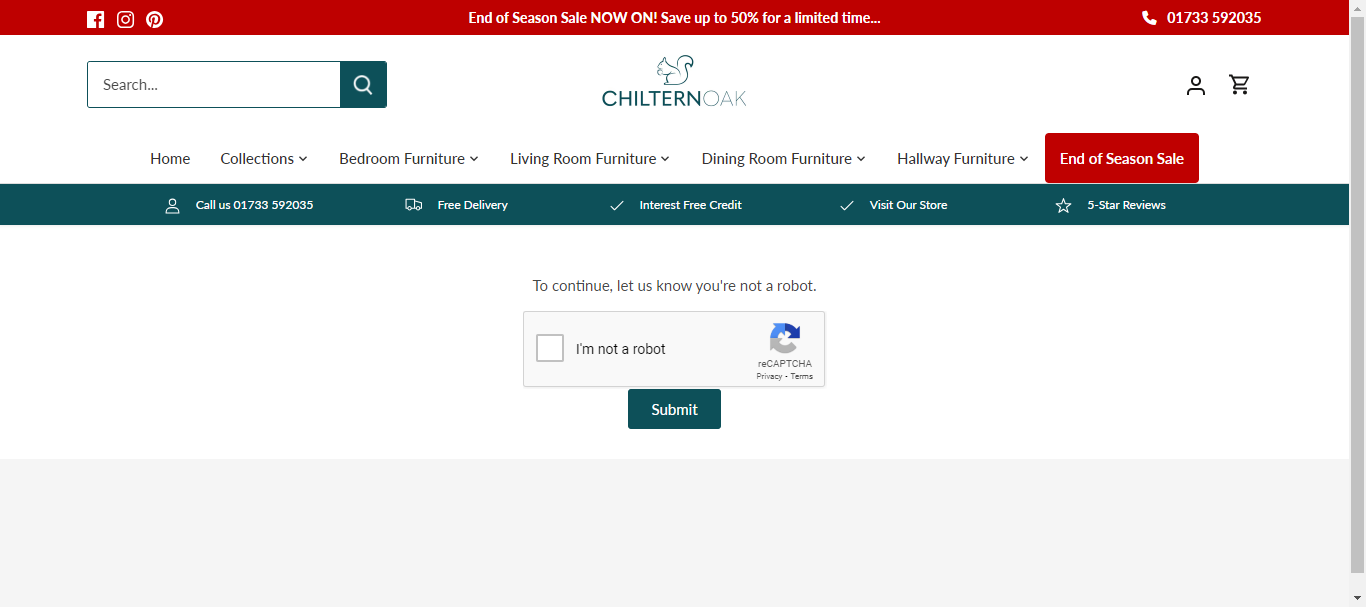 End of Season Sale NOW ON! Save up to 50% for a limited time...
01733 592035
Search...
CHILTERNOAK
Home
Collections
Bedroom Furniture
Living Room Furniture
Dining Room Furniture
Hallway Furniture
End of Season Sale
Call us 01733 592035
Free Delivery
Interest Free Credit
Visit Our Store
5-Star Reviews
To continue, let us know you're not a robot.
I'm not a robot
reCAPTCHA
Privacy - Terms
Submit